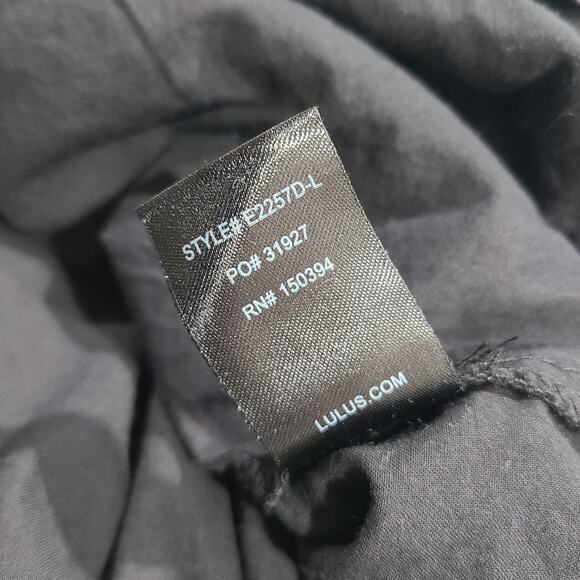 STYLE# E2257D-L
PO# 31927
RN# 150394
LULUS.COM